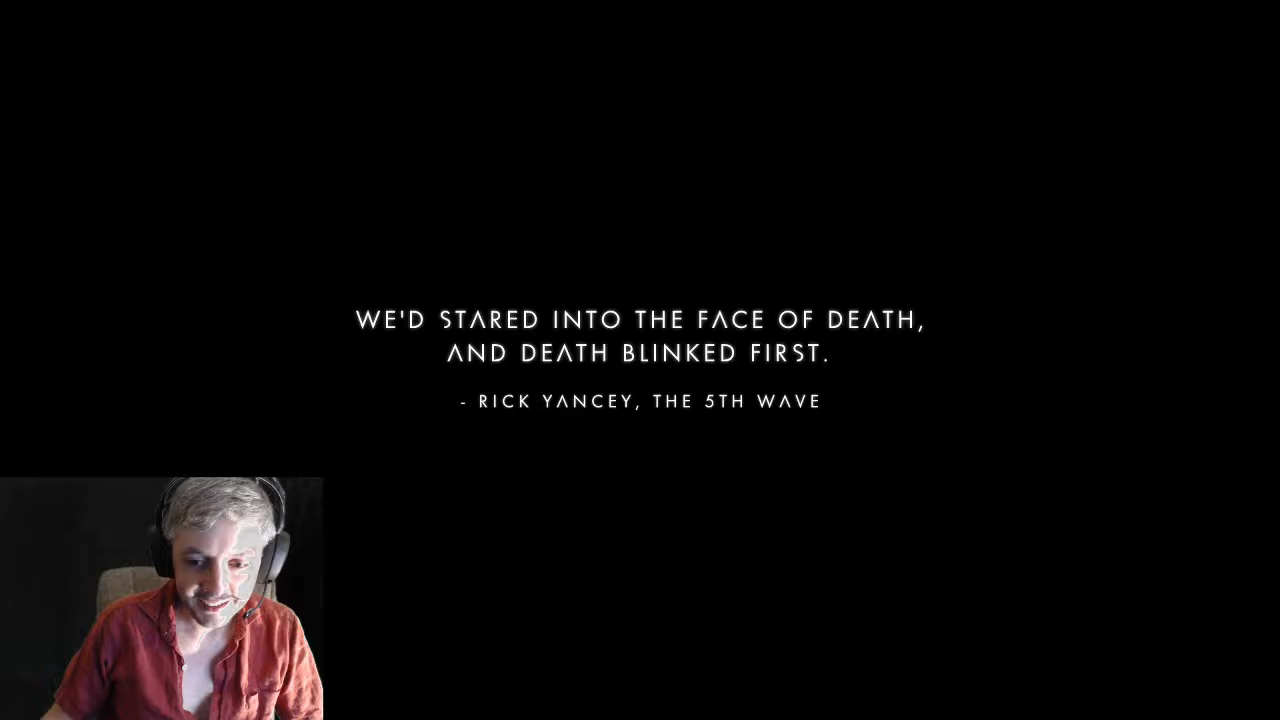 WE'D STARED INTO THE FACE OF DEATH,
AND DEATH BLINKED FIRST.
- RICK YANCEY, THE 5TH WAVE